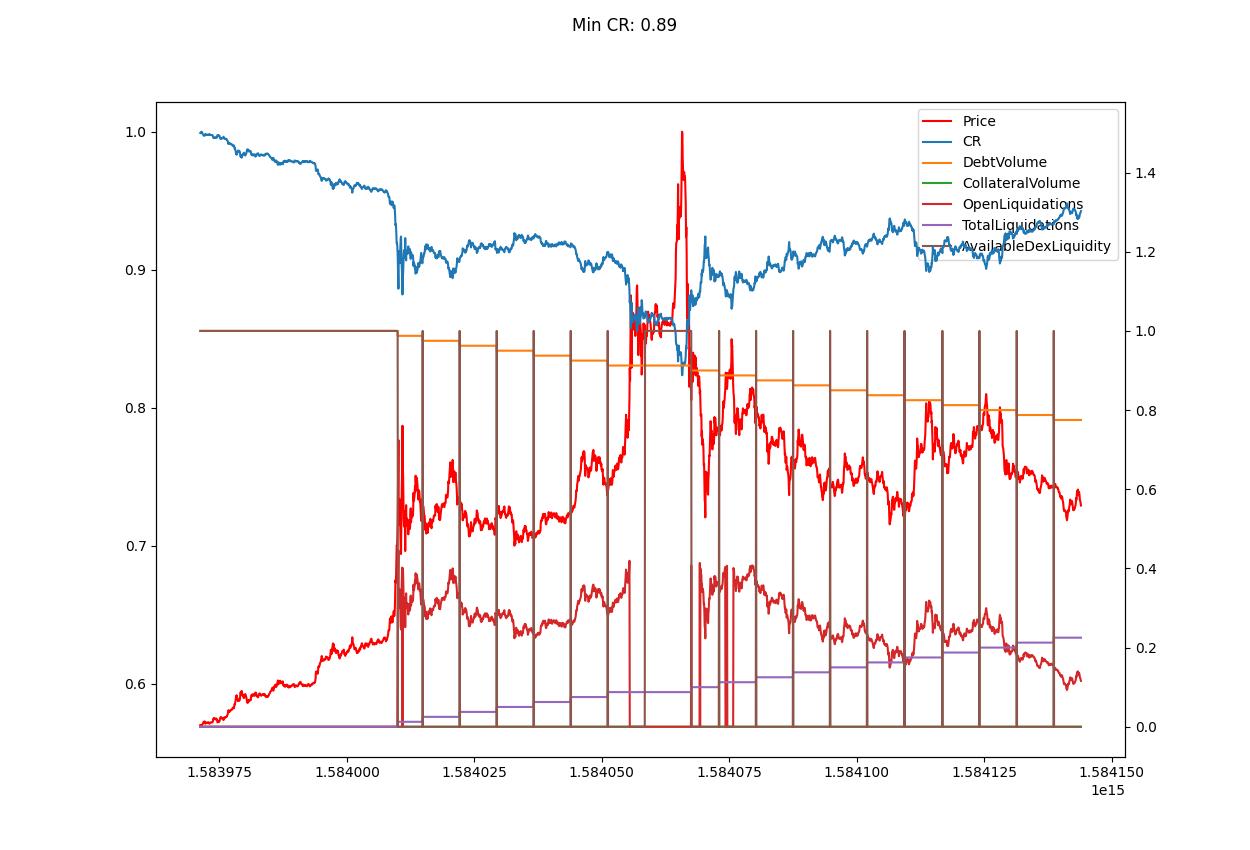 Min CR: 0.89
1.0
0.9
0.8
0.7
0.6
1.4
1.2
1.0
0.8
0.6
0.4
0.2
0.0
Price
CR
DebtVolume
CollateralVolume
OpenLiquidations
TotalLiquidations
AvailableDexLiquidity
1.583975 1.584000 1.584025 1.584050 1.584075 1.584100 1.584125 1.584150
1e15